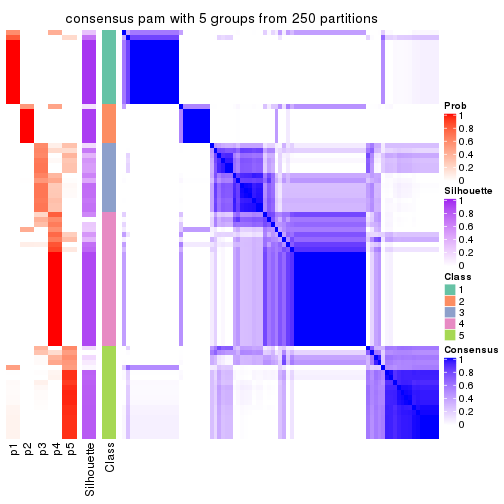 consensus pam with 5 groups from 250 partitions
Prob
1
0.8
0.6
0.4
0.2
0
Silhouette
1
0.8
0.6
0.4
0.2
0
Class
1
2
3
4
5
Consensus
1
0.8
0.6
0.4
0.2
0
p1
p2
p3
p4
p5
Silhouette
Class